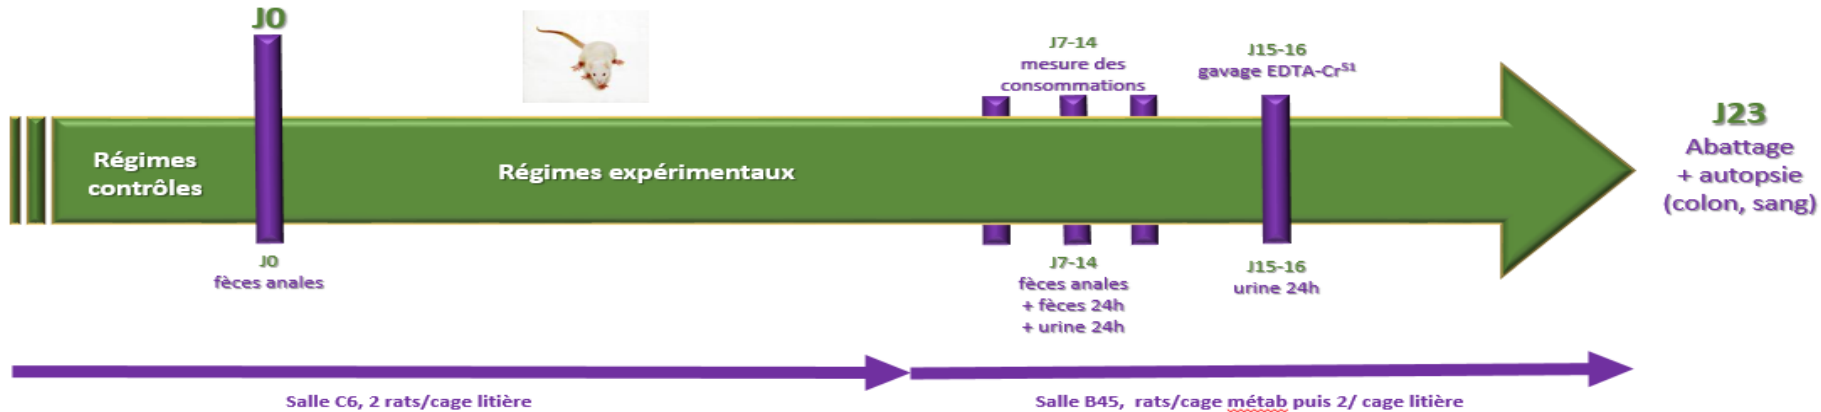 J0
J7-14
mesure des
consommations
J15-16
gavage EDTA-Cr⁵¹
Régimes
contrôles
Régimes expérimentaux
J23
Abattage
+ autopsie
(colon, sang)
J0
fèces anales
J7-14
fèces anales
+ fèces 24h
+ urine 24h
J15-16
urine 24h
Salle C6, 2 rats/cage litière
Salle B45,  rats/cage métab puis 2/ cage litière